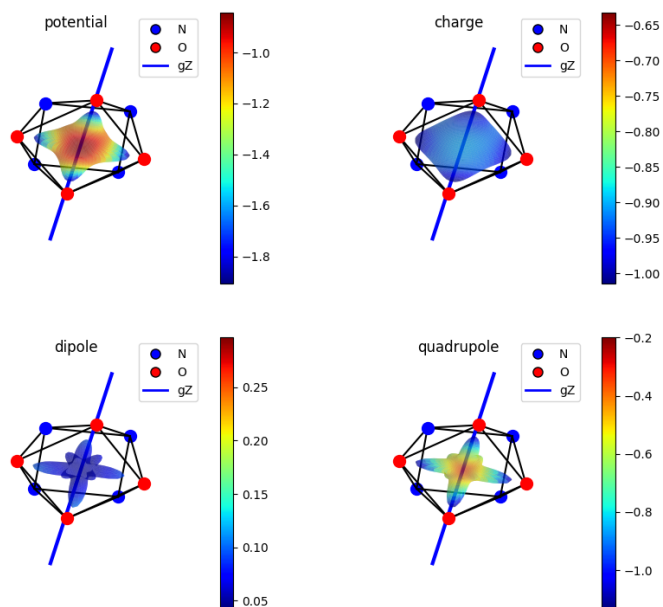 potential
N
O
gZ
−1.0
−1.2
−1.4
−1.6
−1.8
charge
N
O
gZ
−0.65
−0.70
−0.75
−0.80
−0.85
−0.90
−0.95
−1.00
dipole
N
O
gZ
0.25
0.20
0.15
0.10
0.05
quadrupole
N
O
gZ
−0.2
−0.4
−0.6
−0.8
−1.0